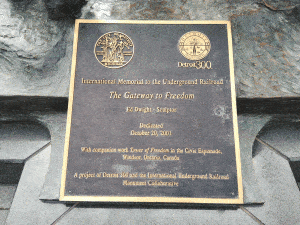 Detroit 300
International Memorial to the Underground Railroad
The Gateway to Freedom
Ed Dwight - Sculptor
Dedicated
October 20, 2001
With companion work Tower of Freedom in the Civic Esplanade,
Windsor, Ontario, Canada
A project of Detroit 300 and the International Underground Railroad
Monument Collaborative